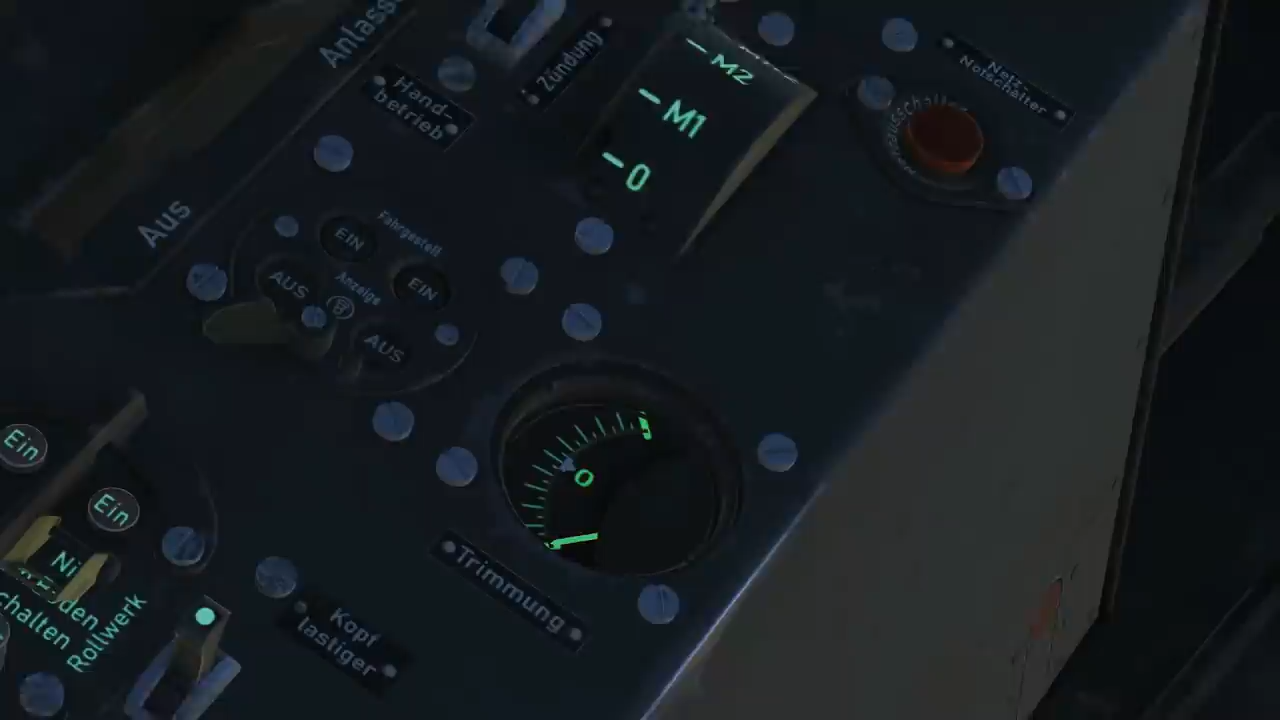 Anlass
Zündung
M2
Netz-
Notschalter
Hand-
betrieb
M1
0
Aus
EIN
Fahrgestell
AUS
Anzeige
EIN
AUS
Ein
0
Ein
Trimmung
schalten
Rollwerk
Kopf
lastiger